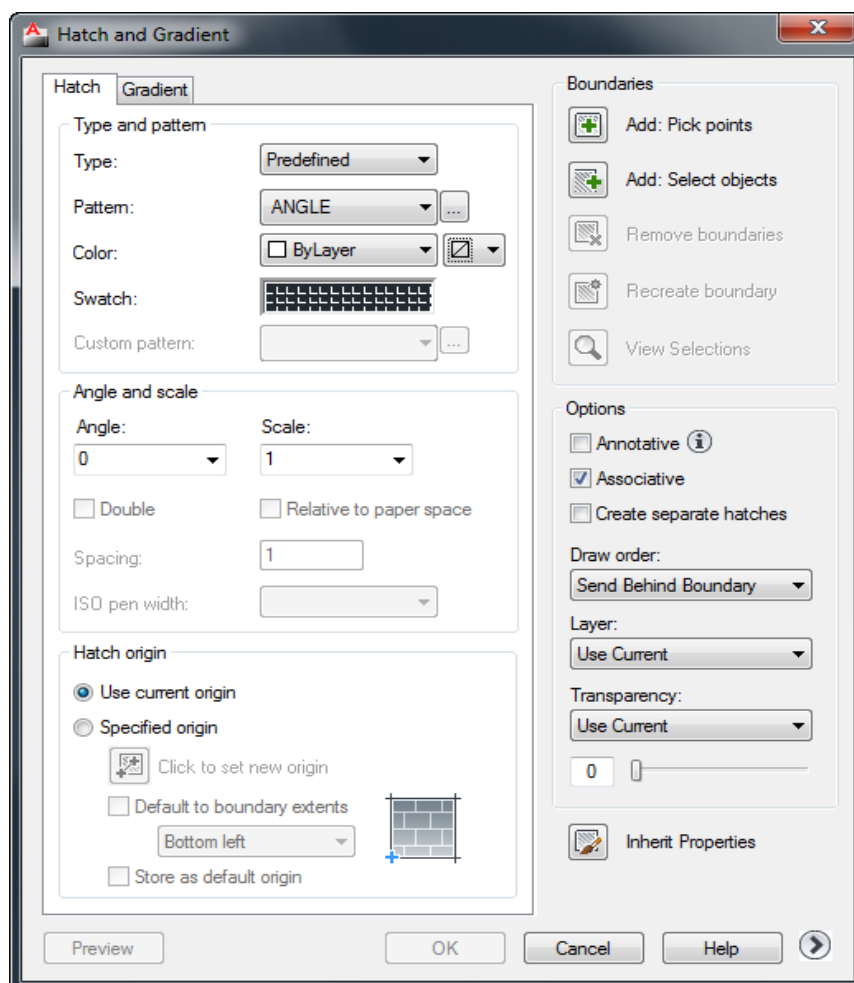 Hatch and Gradient
Hatch
Gradient
Type and pattern
Type:
Predefined
Pattern:
ANGLE
...
Color:
ByLayer
Swatch:
Custom pattern:
...
Angle and scale
Angle:
Scale:
0
1
Double
Relative to paper space
Spacing:
1
ISO pen width:
Hatch origin
Use current origin
Specified origin
Click to set new origin
Default to boundary extents
Bottom left
Store as default origin
Boundaries
Add: Pick points
Add: Select objects
Remove boundaries
Recreate boundary
View Selections
Options
Annotative
Associative
Create separate hatches
Draw order:
Send Behind Boundary
Layer:
Use Current
Transparency:
Use Current
0
Inherit Properties
Preview
OK
Cancel
Help